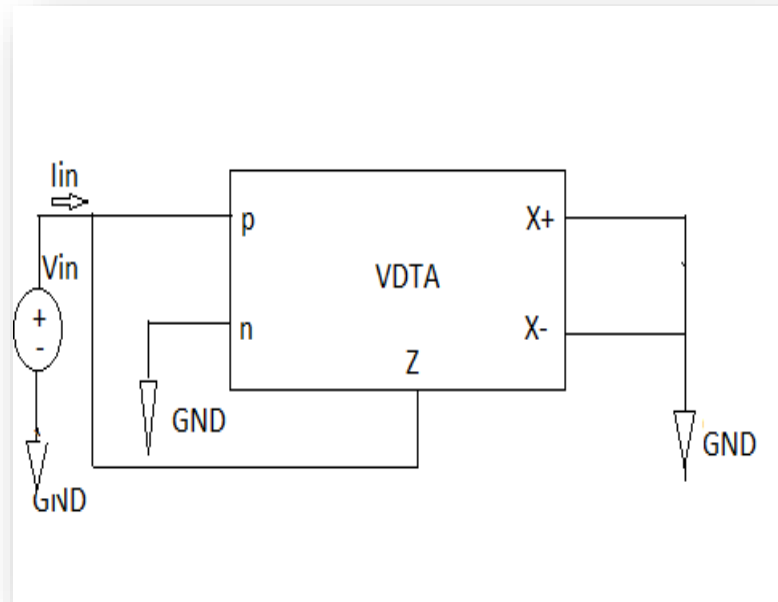 Iin
p
X+
Vin
VDTA
+
-
n
X-
Z
GND
GND
GND